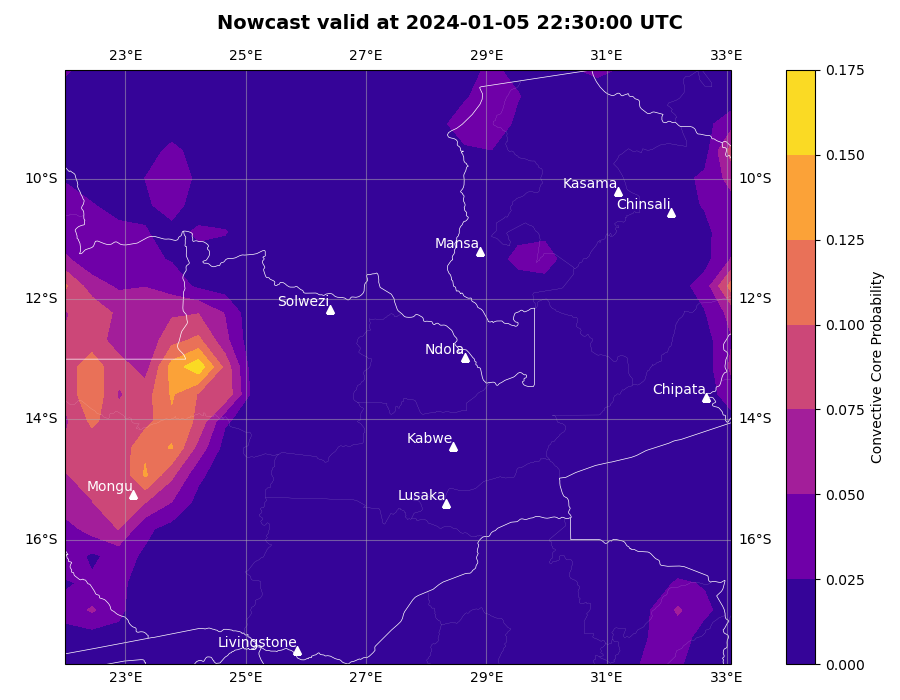 Nowcast valid at 2024-01-05 22:30:00 UTC
23°E 25°E 27°E 29°E 31°E 33°E
0.175
0.150
10°S Kasama 10°S
Chinsali
0.125
Mansa
12°S Solwezi 12°S
0.100
Ndola
Convective Core Probability
Chipata
14°S 14°S
0.075
Kabwe
Mongu Lusaka
0.050
16°S 16°S
0.025
Livingstone
0.000
23°E 25°E 27°E 29°E 31°E 33°E